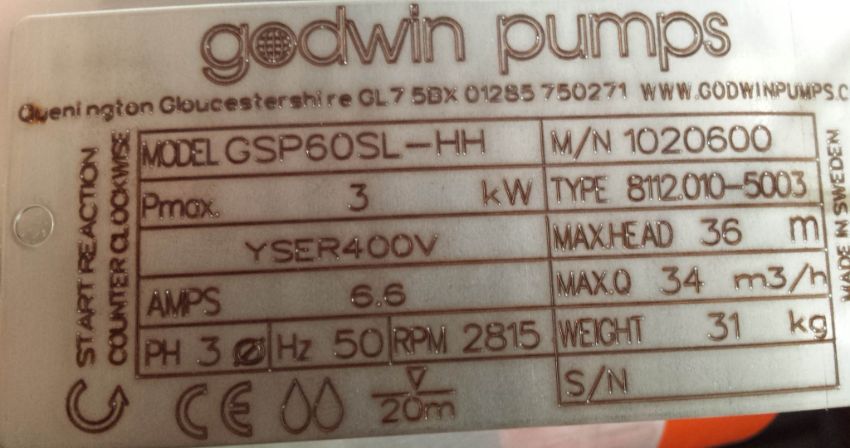 godwin pumps
Quenington Gloucestershire GL7 5BX 01285 750271 WWW.GODWINPUMPS.C
START REACTION
COUNTER CLOCKWISE
MODEL GSP60SL-HH
M/N 1020600
Pmax. 3 kW
TYPE 8112.010-5003
YSER400V
MAX.HEAD 36 m
AMPS 6.6
MAX.Q 34 m3/h
PH 3 Ø Hz 50 RPM 2815
WEIGHT 31 kg
S/N
MADE IN SWEDEN
CE
20m